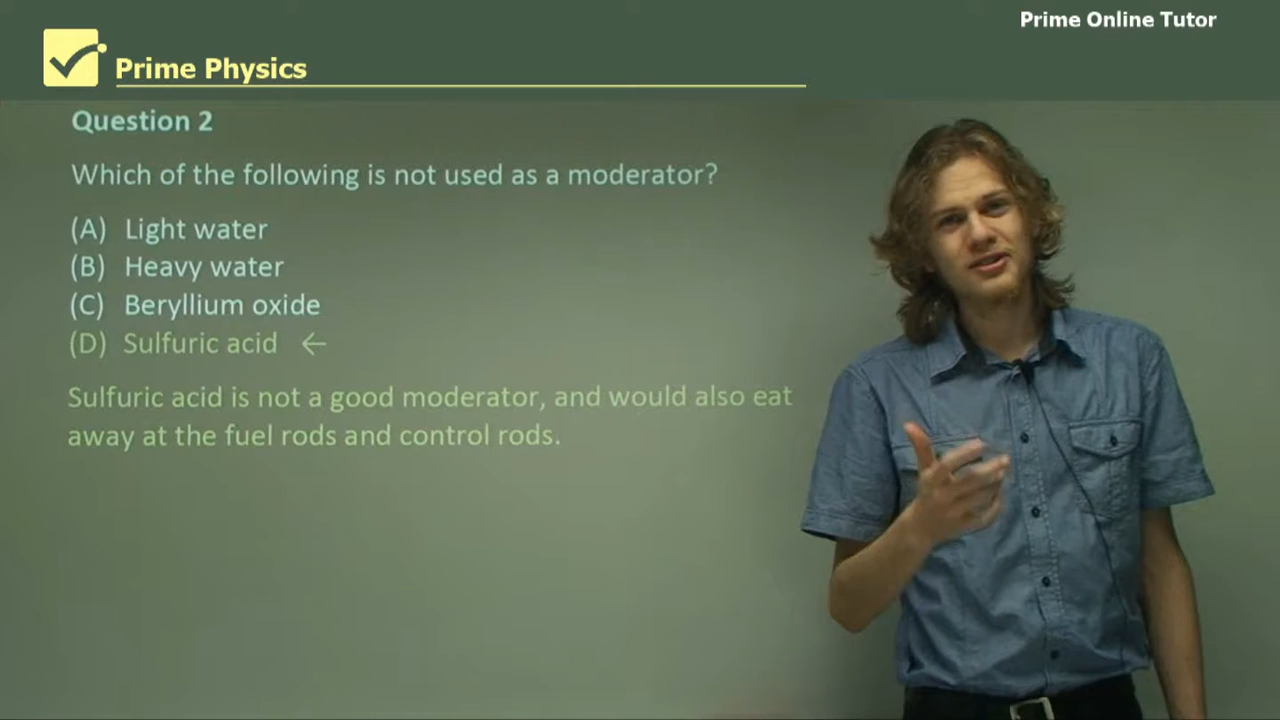 Prime Online Tutor
Prime Physics
Question 2
Which of the following is not used as a moderator?
(A) Light water
(B) Heavy water
(C) Beryllium oxide
(D) Sulfuric acid ←
Sulfuric acid is not a good moderator, and would also eat
away at the fuel rods and control rods.